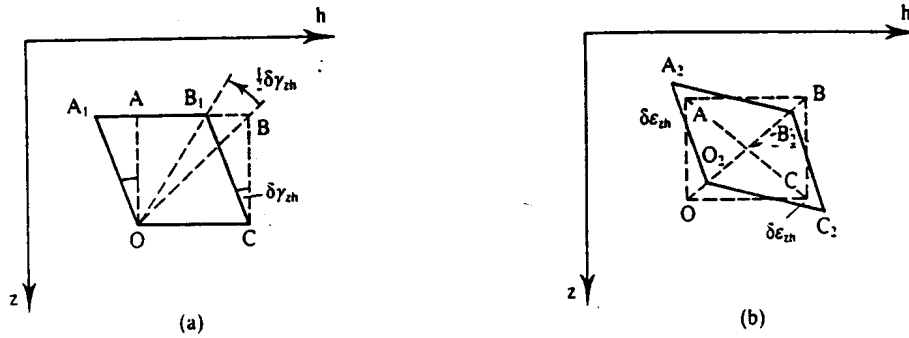 h
A₁ A B₁ ½δγzh
B
δγzh
O C
z
(a)
h
A₂
B
δεzh A
B₂
O₂
C
O
δεzh C₂
z
(b)